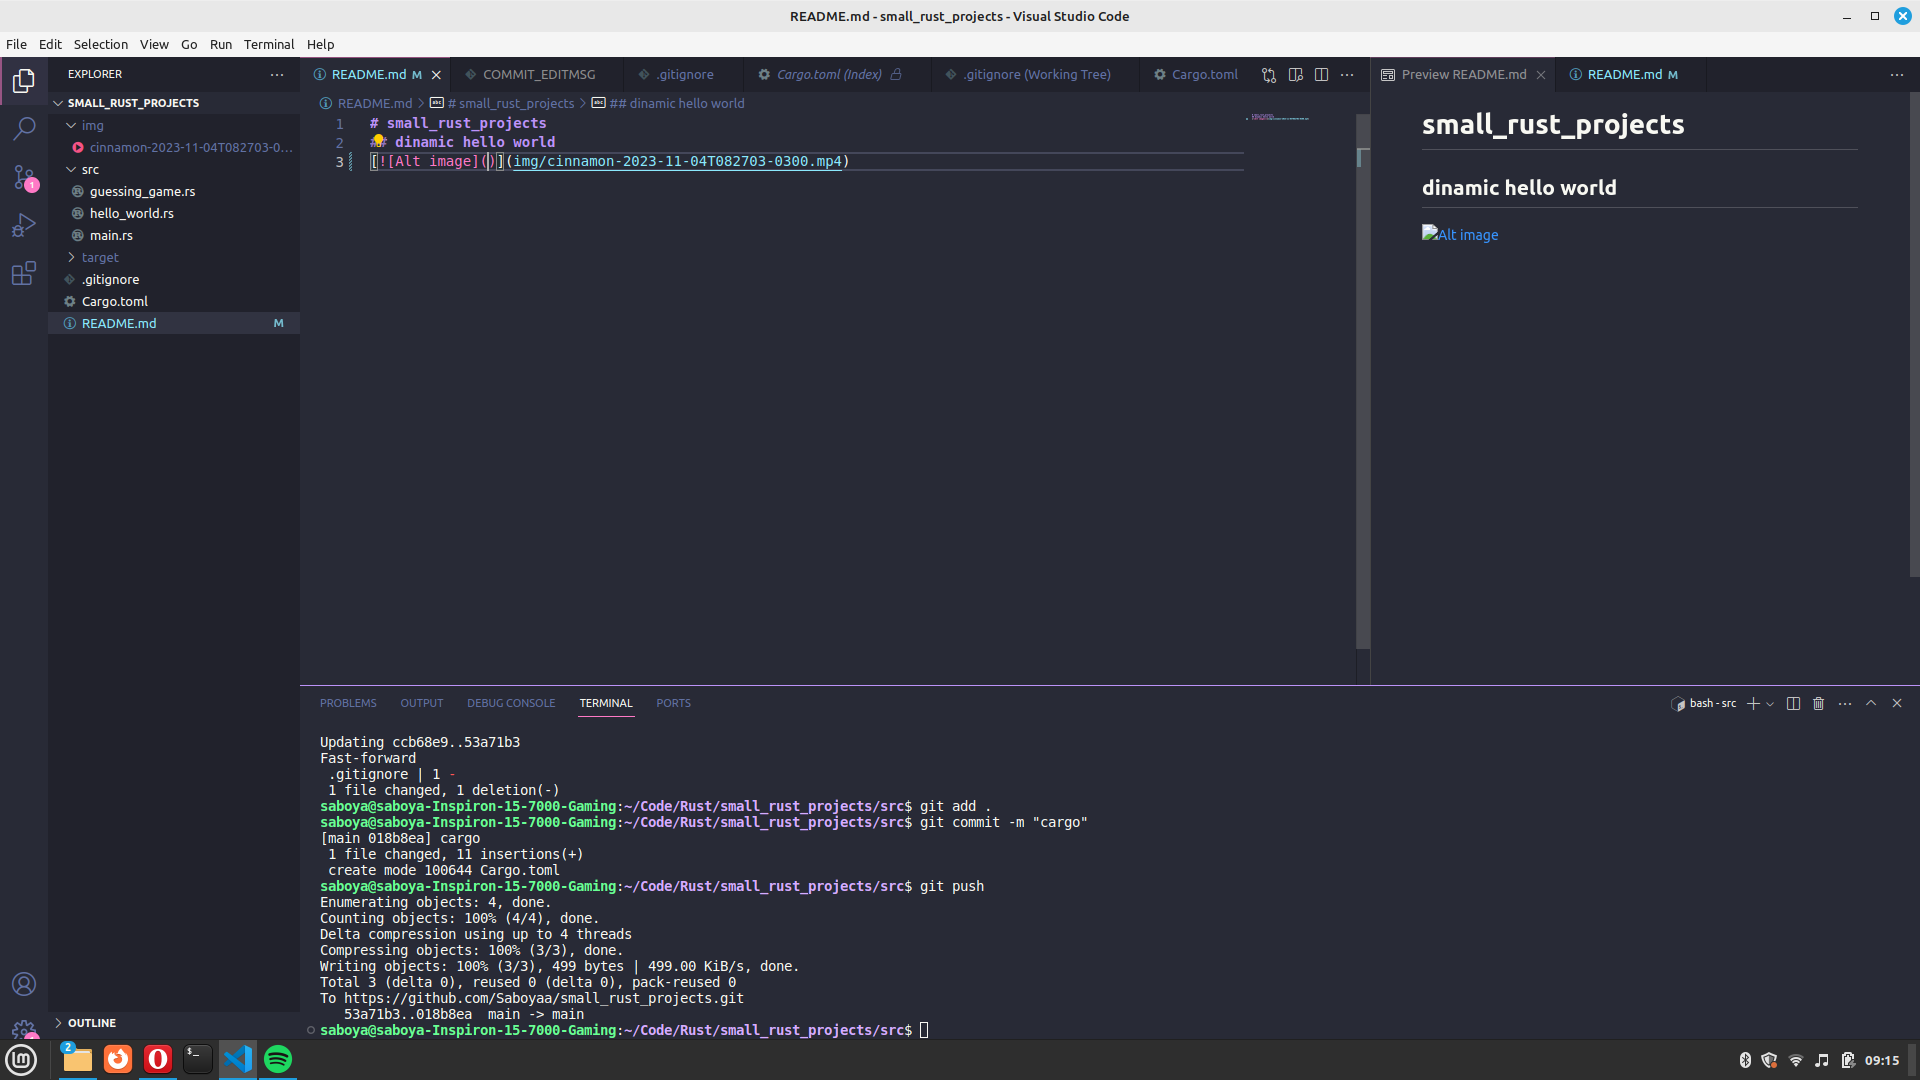 README.md - small_rust_projects - Visual Studio Code
File Edit Selection View Go Run Terminal Help
EXPLORER
SMALL_RUST_PROJECTS
img
cinnamon-2023-11-04T082703-0...
src
guessing_game.rs
hello_world.rs
main.rs
target
.gitignore
Cargo.toml
README.md M
OUTLINE
1
README.md M COMMIT_EDITMSG .gitignore Cargo.toml (Index) .gitignore (Working Tree) Cargo.toml
README.md > # small_rust_projects > ## dinamic hello world
1 # small_rust_projects
2 ## dinamic hello world
3 [![Alt image]()](img/cinnamon-2023-11-04T082703-0300.mp4)
Preview README.md README.md M
small_rust_projects
dinamic hello world
Alt image
PROBLEMS OUTPUT DEBUG CONSOLE TERMINAL PORTS
bash - src
Updating ccb68e9..53a71b3
Fast-forward
.gitignore | 1 -
1 file changed, 1 deletion(-)
saboya@saboya-Inspiron-15-7000-Gaming:~/Code/Rust/small_rust_projects/src$ git add .
saboya@saboya-Inspiron-15-7000-Gaming:~/Code/Rust/small_rust_projects/src$ git commit -m "cargo"
[main 018b8ea] cargo
1 file changed, 11 insertions(+)
create mode 100644 Cargo.toml
saboya@saboya-Inspiron-15-7000-Gaming:~/Code/Rust/small_rust_projects/src$ git push
Enumerating objects: 4, done.
Counting objects: 100% (4/4), done.
Delta compression using up to 4 threads
Compressing objects: 100% (3/3), done.
Writing objects: 100% (3/3), 499 bytes | 499.00 KiB/s, done.
Total 3 (delta 0), reused 0 (delta 0), pack-reused 0
To https://github.com/Saboyaa/small_rust_projects.git
53a71b3..018b8ea main -> main
saboya@saboya-Inspiron-15-7000-Gaming:~/Code/Rust/small_rust_projects/src$
2
09:15